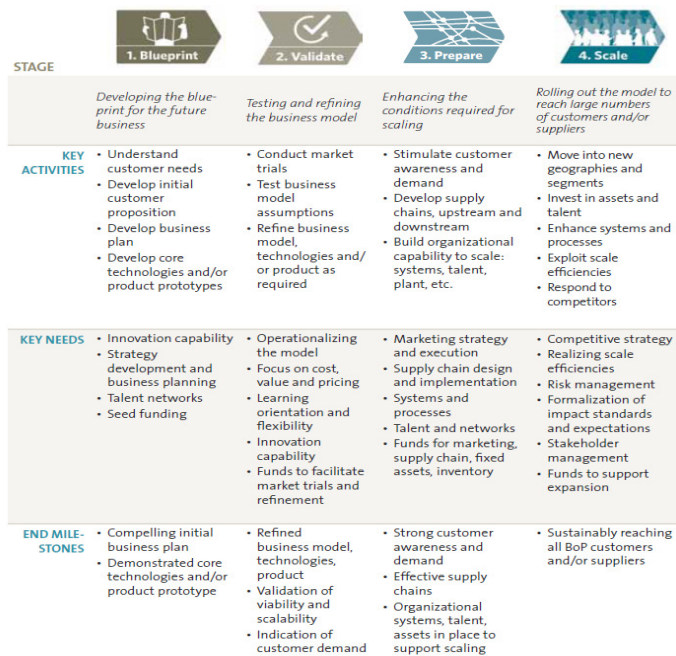 1. Blueprint
2. Validate
3. Prepare
4. Scale
STAGE
Developing the blue-
print for the future
business
Testing and refining
the business model
Enhancing the
conditions required for
scaling
Rolling out the model to
reach large numbers
of customers and/or
suppliers
KEY
ACTIVITIES
• Understand
customer needs
• Develop initial
customer
proposition
• Develop business
plan
• Develop core
technologies and/or
product prototypes
• Conduct market
trials
• Test business
model
assumptions
• Refine business
model,
technologies and/
or product as
required
• Stimulate customer
awareness and
demand
• Develop supply
chains, upstream and
downstream
• Build organizational
capability to scale:
systems, talent,
plant, etc.
• Move into new
geographies and
segments
• Invest in assets and
talent
• Enhance systems and
processes
• Exploit scale
efficiencies
• Respond to
competitors
KEY NEEDS
• Innovation capability
• Strategy
development and
business planning
• Talent networks
• Seed funding
• Operationalizing
the model
• Focus on cost,
value and pricing
• Learning
orientation and
flexibility
• Innovation
capability
• Funds to facilitate
market trials and
refinement
• Marketing strategy
and execution
• Supply chain design
and implementation
• Systems and
processes
• Talent and networks
• Funds for marketing,
supply chain, fixed
assets, inventory
• Competitive strategy
• Realizing scale
efficiencies
• Risk management
• Formalization of
impact standards
and expectations
• Stakeholder
management
• Funds to support
expansion
END MILE-
STONES
• Compelling initial
business plan
• Demonstrated core
technologies and/or
product prototype
• Refined
business model,
technologies,
product
• Validation of
viability and
scalability
• Indication of
customer demand
• Strong customer
awareness and
demand
• Effective supply
chains
• Organizational
systems, talent,
assets in place to
support scaling
• Sustainably reaching
all BoP customers
and/or suppliers